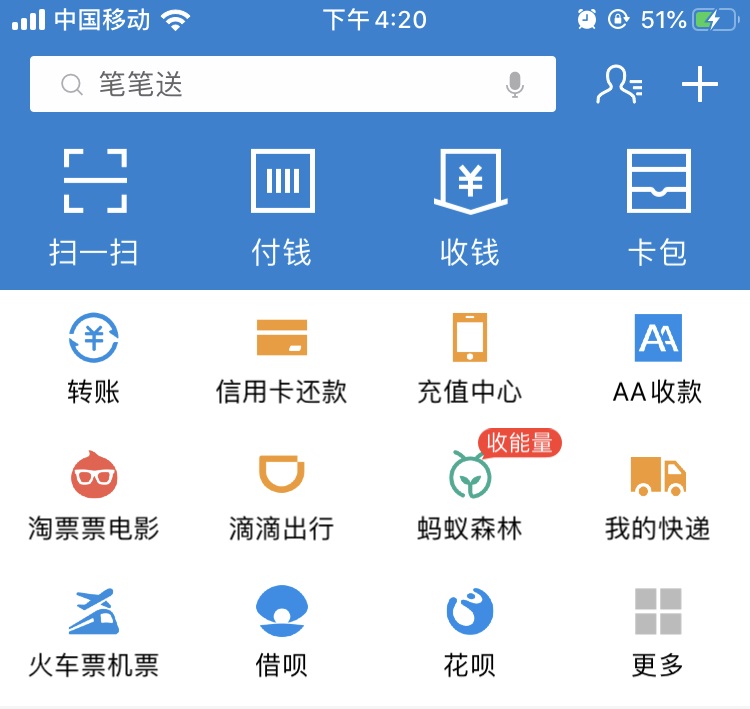 中国移动 下午4:20 51%
笔笔送
扫一扫 付钱 收钱 卡包
转账 信用卡还款 充值中心 AA收款
收能量
淘票票电影 滴滴出行 蚂蚁森林 我的快递
火车票机票 借呗 花呗 更多